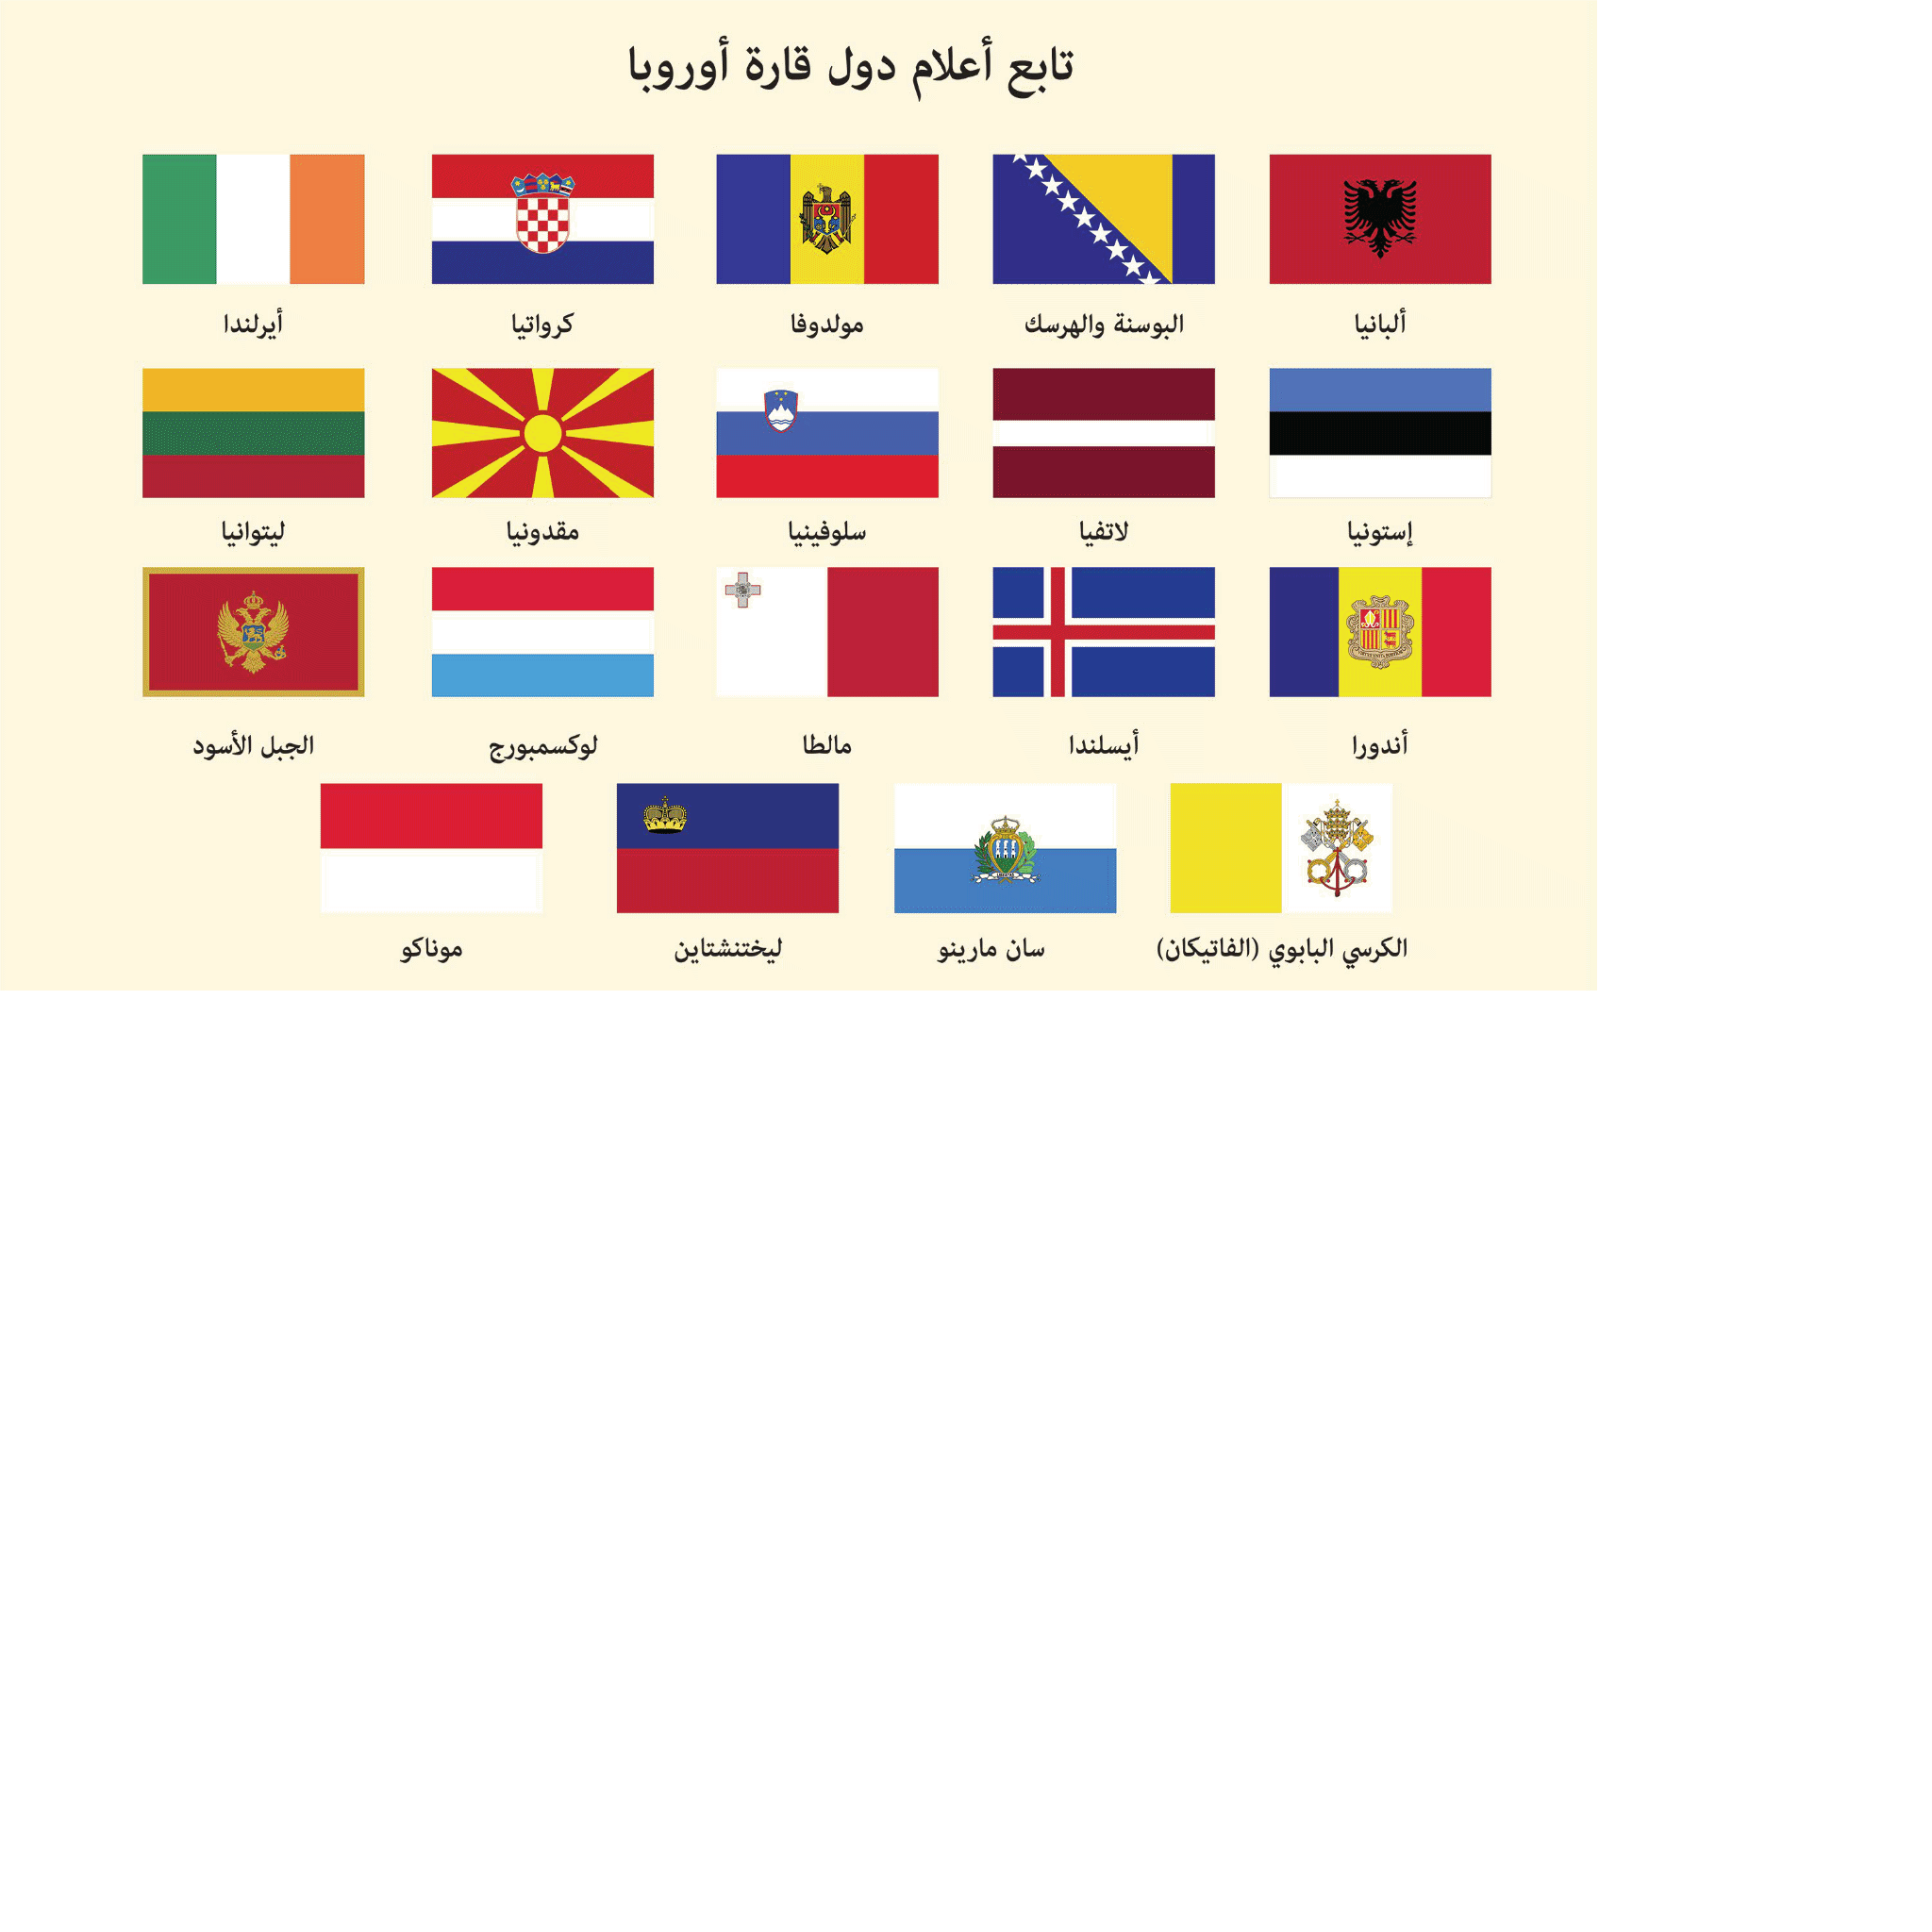 تابع أعلام دول قارة أوروبا
ألبانيا
البوسنة والهرسك
مولدوفا
كرواتيا
أيرلندا
إستونيا
لاتفيا
سلوفينيا
مقدونيا
ليتوانيا
أندورا
أيسلندا
مالطا
لوكسمبورج
الجبل الأسود
الكرسي البابوي (الفاتيكان)
سان مارينو
ليختنشتاين
موناكو